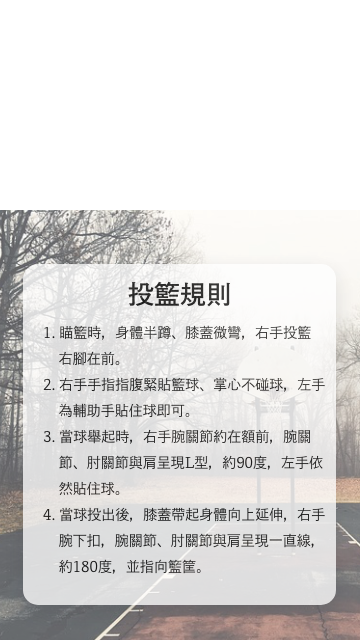 投籃規則
1. 瞄籃時，身體半蹲、膝蓋微彎，右手投籃
右腳在前。
2. 右手手指指腹緊貼籃球、掌心不碰球，左手
為輔助手貼住球即可。
3. 當球舉起時，右手腕關節約在額前，腕關
節、肘關節與肩呈現L型，約90度，左手依
然貼住球。
4. 當球投出後，膝蓋帶起身體向上延伸，右手
腕下扣，腕關節、肘關節與肩呈現一直線，
約180度，並指向籃筐。